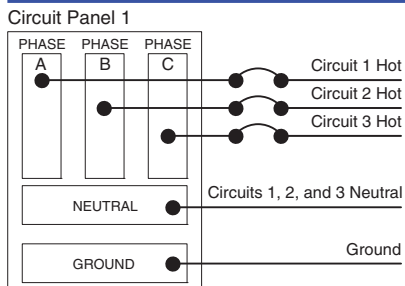 Circuit Panel 1
PHASE PHASE PHASE
A B C
Circuit 1 Hot
Circuit 2 Hot
Circuit 3 Hot
NEUTRAL
Circuits 1, 2, and 3 Neutral
GROUND
Ground